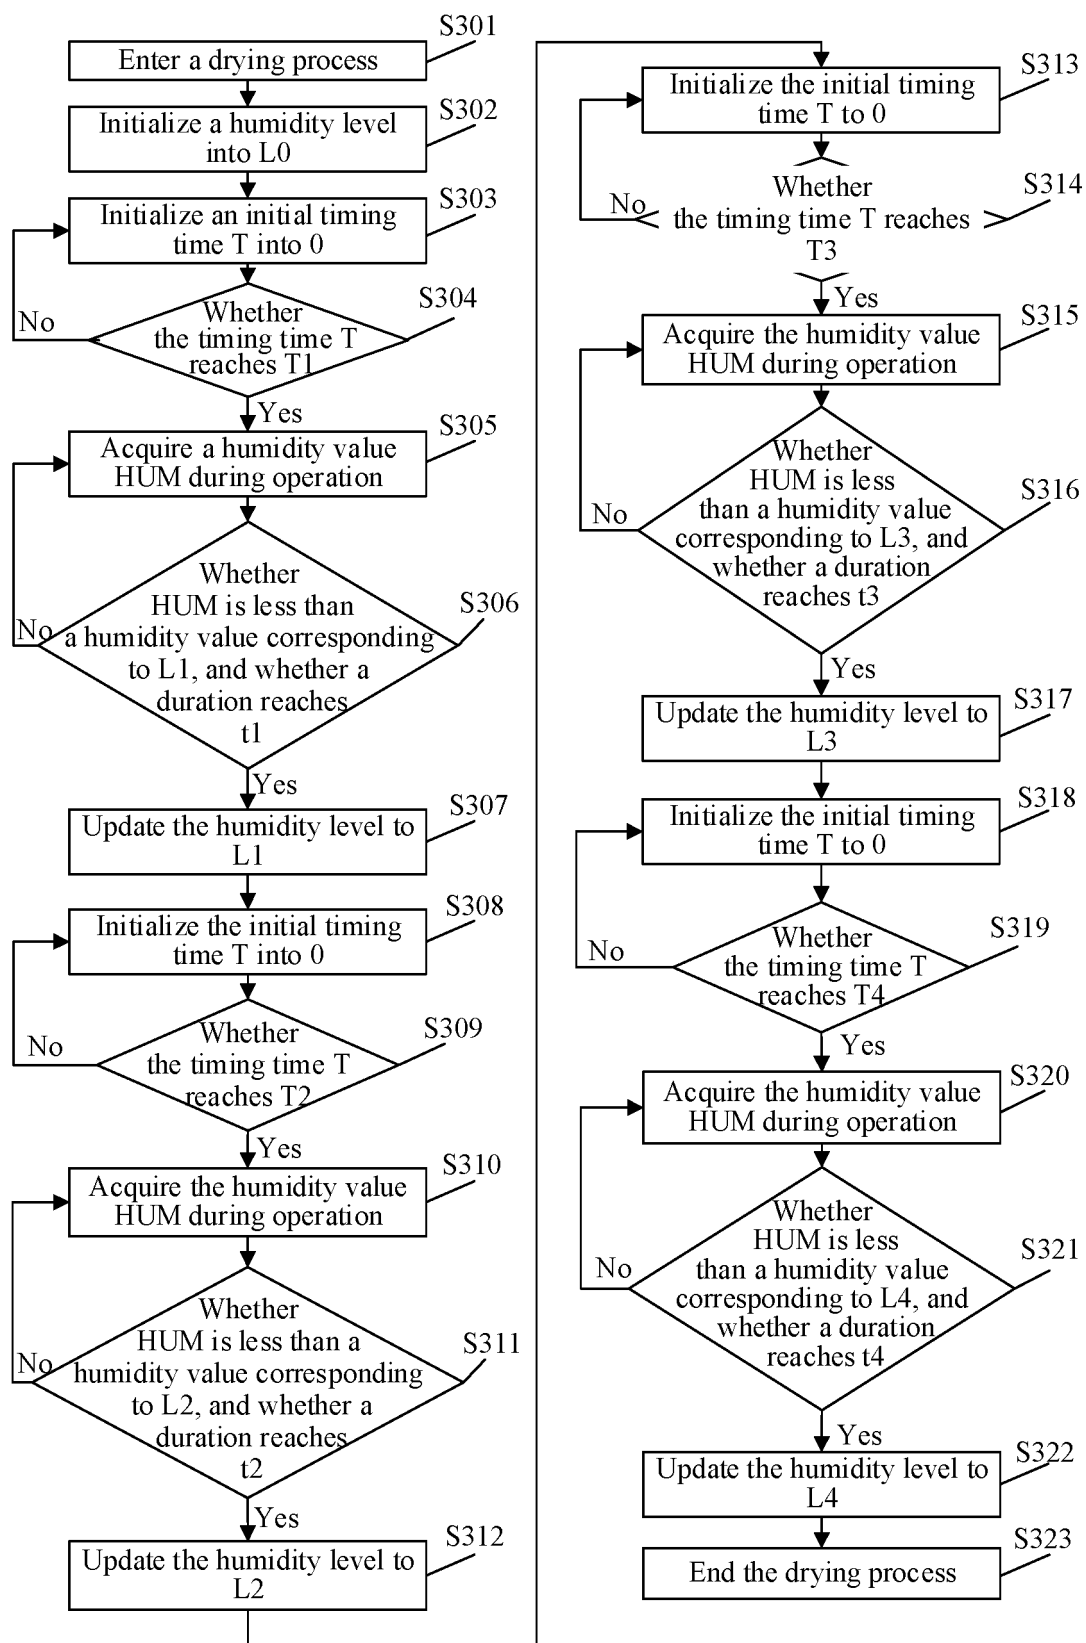 S301
Enter a drying process
S302
Initialize a humidity level
into L0
S303
Initialize an initial timing
time T into 0
S304
Whether
the timing time T
reaches T1
No
Yes
S305
Acquire a humidity value
HUM during operation
S306
Whether
HUM is less than
a humidity value corresponding
to L1, and whether a
duration reaches
t1
No
Yes
S307
Update the humidity level to
L1
S308
Initialize the initial timing
time T into 0
S309
Whether
the timing time T
reaches T2
No
Yes
S310
Acquire the humidity value
HUM during operation
S311
Whether
HUM is less than a
humidity value corresponding
to L2, and whether a
duration reaches
t2
No
Yes
S312
Update the humidity level to
L2
S313
Initialize the initial timing
time T to 0
S314
Whether
the timing time T reaches
T3
No
Yes
S315
Acquire the humidity value
HUM during operation
S316
Whether
HUM is less
than a humidity value
corresponding to L3, and
whether a duration
reaches t3
No
Yes
S317
Update the humidity level to
L3
S318
Initialize the initial timing
time T to 0
S319
Whether
the timing time T
reaches T4
No
Yes
S320
Acquire the humidity value
HUM during operation
S321
Whether
HUM is less
than a humidity value
corresponding to L4, and
whether a duration
reaches t4
No
Yes
S322
Update the humidity level to
L4
S323
End the drying process